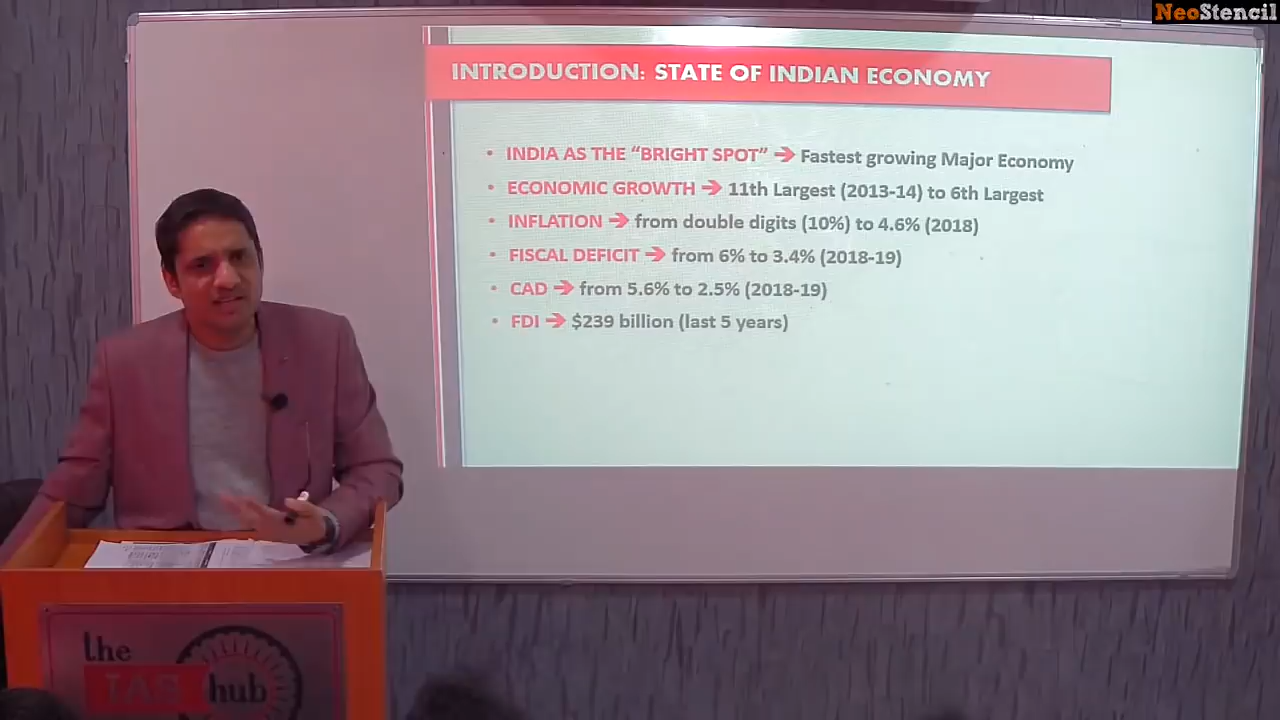 NeoStencil
INTRODUCTION: STATE OF INDIAN ECONOMY
• INDIA AS THE “BRIGHT SPOT” ➔ Fastest growing Major Economy
• ECONOMIC GROWTH ➔ 11th Largest (2013-14) to 6th Largest
• INFLATION ➔ from double digits (10%) to 4.6% (2018)
• FISCAL DEFICIT ➔ from 6% to 3.4% (2018-19)
• CAD ➔ from 5.6% to 2.5% (2018-19)
• FDI ➔ $239 billion (last 5 years)
the
IAS hub